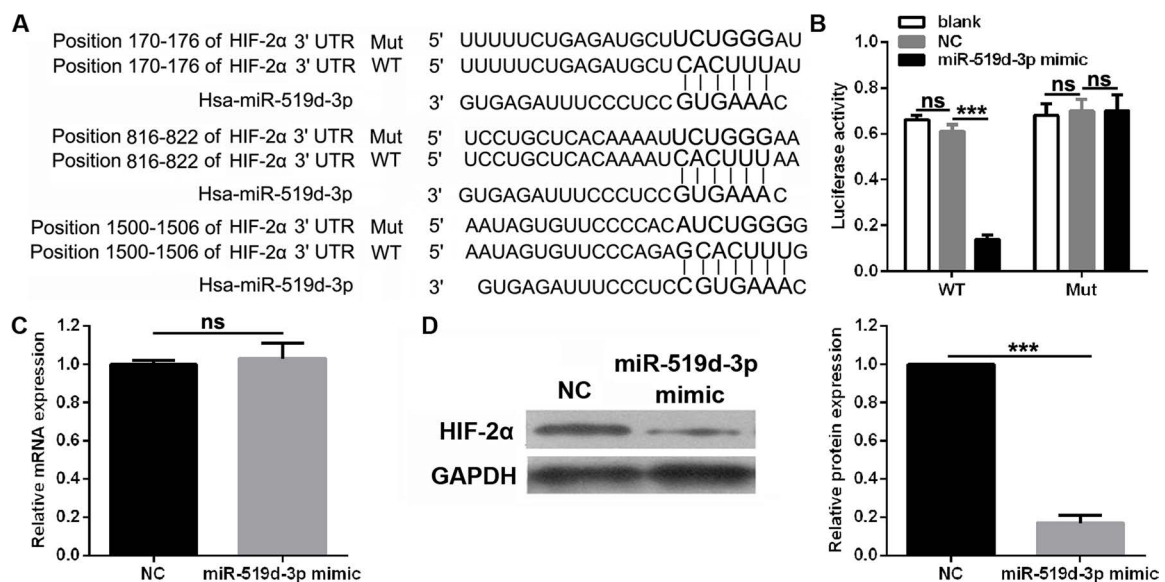 A
Position 170-176 of HIF-2α 3' UTR Mut 5' UUUUUCUGAGAUGCUUCUGGGAU
Position 170-176 of HIF-2α 3' UTR WT 5' UUUUUCUGAGAUGCUUCACUUUAU
Hsa-miR-519d-3p 3' GUGAGAUUUCCCUCCGUGAAAC
Position 816-822 of HIF-2α 3' UTR Mut 5' UCCUGCUCACAAAAUUCUGGGAA
Position 816-822 of HIF-2α 3' UTR WT 5' UCCUGCUCACAAAAUCACUUUAA
Hsa-miR-519d-3p 3' GUGAGAUUUCCCUCCGUGAAAC
Position 1500-1506 of HIF-2α 3' UTR Mut 5' AAUAGUGUUCCCCACAUCUGGGG
Position 1500-1506 of HIF-2α 3' UTR WT 5' AAUAGUGUUCCCAGAGCACUUUG
Hsa-miR-519d-3p 3' GUGAGAUUUCCCUCCGUGAAAC
B
blank
NC
miR-519d-3p mimic
Luciferase activity
0.8
0.6
0.4
0.2
0.0
ns
***
ns
ns
WT
Mut
C
Relative mRNA expression
1.2
1.0
0.8
0.6
0.4
0.2
0.0
ns
NC
miR-519d-3p mimic
D
NC
miR-519d-3p
mimic
HIF-2α
GAPDH
Relative protein expression
1.2
1.0
0.8
0.6
0.4
0.2
0.0
***
NC
miR-519d-3p mimic